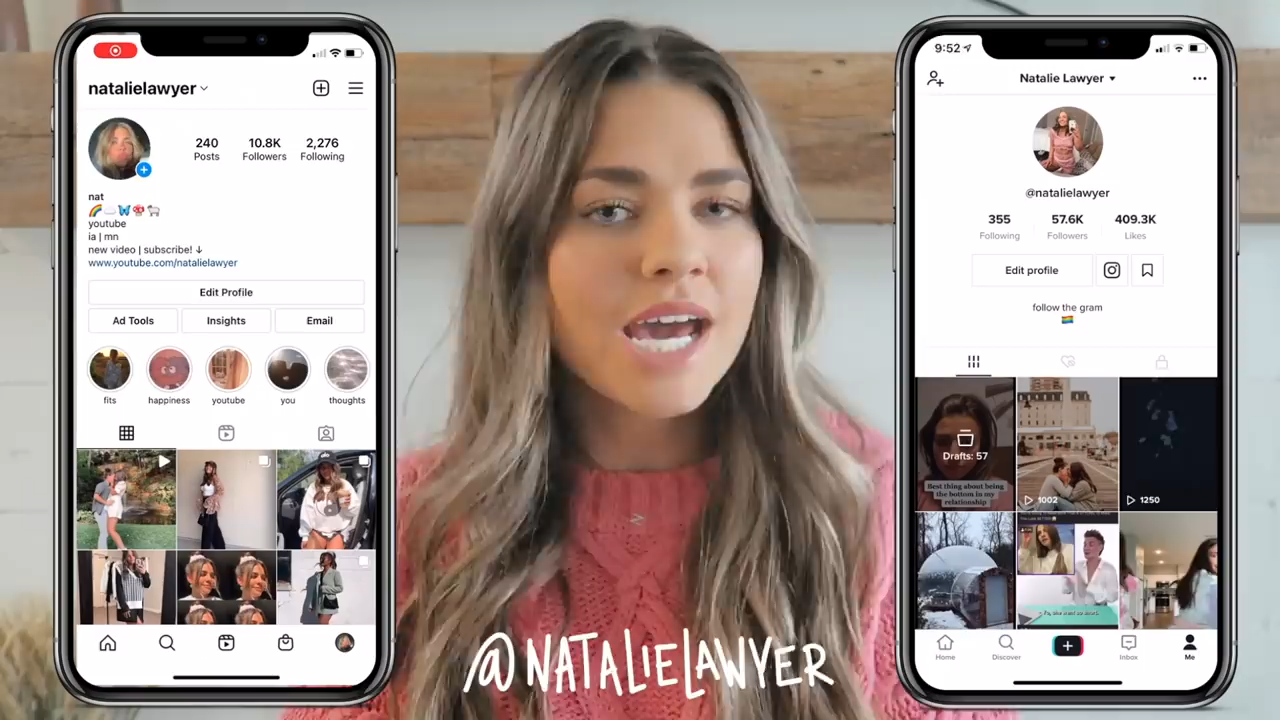 natalielawyer
240
10.8K
2,276
Posts
Followers
Following
nat
🌈☁️🦋🍄🐑
youtube
ia | mn
new video | subscribe! ↓
www.youtube.com/natalielawyer
Edit Profile
Ad Tools
Insights
Email
fits
happiness
youtube
you
thoughts
9:52
Natalie Lawyer
@natalielawyer
355
57.6K
409.3K
Following
Followers
Likes
Edit profile
follow the gram
🏳️‍🌈
Drafts: 57
Best thing about being
the bottom in my
relationship
1002
1250
Home
Discover
Inbox
Me
@NATALIELAWYER